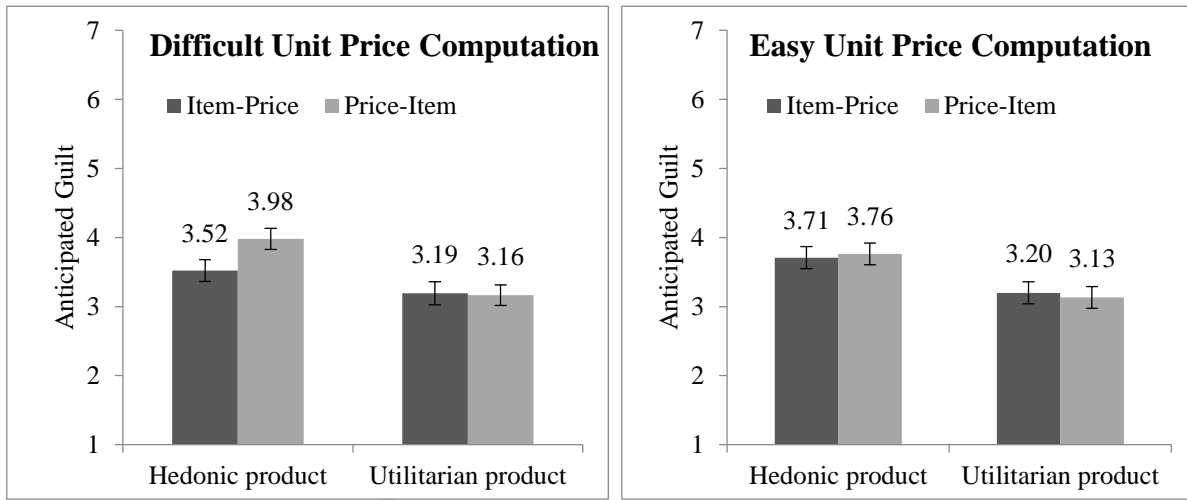 Difficult Unit Price Computation
Item-Price Price-Item
Anticipated Guilt
7
6
5
4
3
2
1
3.52
3.98
3.19
3.16
Hedonic product Utilitarian product
Easy Unit Price Computation
Item-Price Price-Item
Anticipated Guilt
7
6
5
4
3
2
1
3.71
3.76
3.20
3.13
Hedonic product Utilitarian product